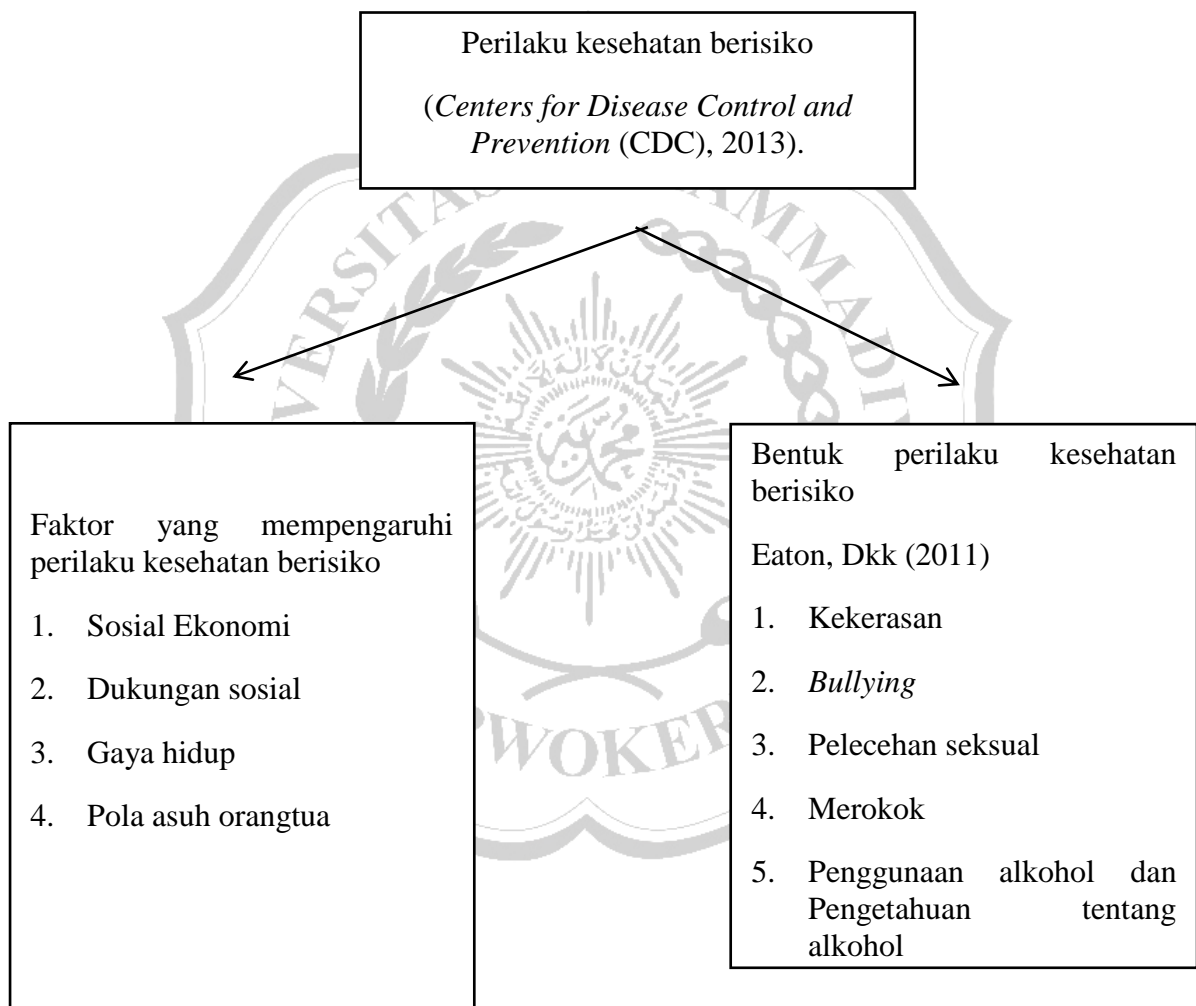 Perilaku kesehatan berisiko
(Centers for Disease Control and
Prevention (CDC), 2013).
Faktor yang mempengaruhi
perilaku kesehatan berisiko
1. Sosial Ekonomi
2. Dukungan sosial
3. Gaya hidup
4. Pola asuh orangtua
Bentuk perilaku kesehatan
berisiko
Eaton, Dkk (2011)
1. Kekerasan
2. Bullying
3. Pelecehan seksual
4. Merokok
5. Penggunaan alkohol dan
Pengetahuan tentang
alkohol